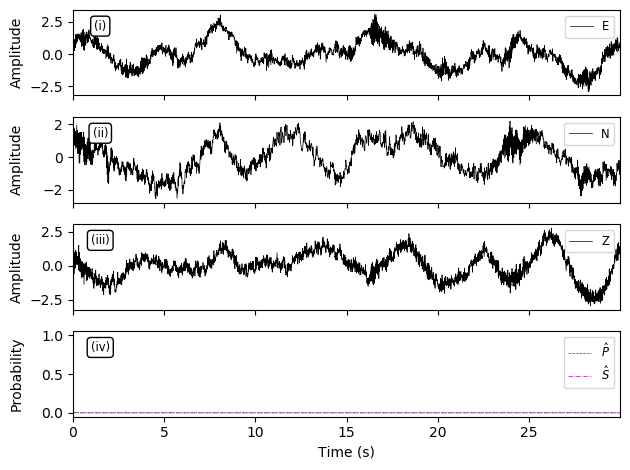 Amplitude
2.5
0.0
−2.5
(i)
E
Amplitude
2
0
−2
(ii)
N
Amplitude
2.5
0.0
−2.5
(iii)
Z
Probability
1.0
0.5
0.0
(iv)
P̂
Ŝ
0 5 10 15 20 25
Time (s)